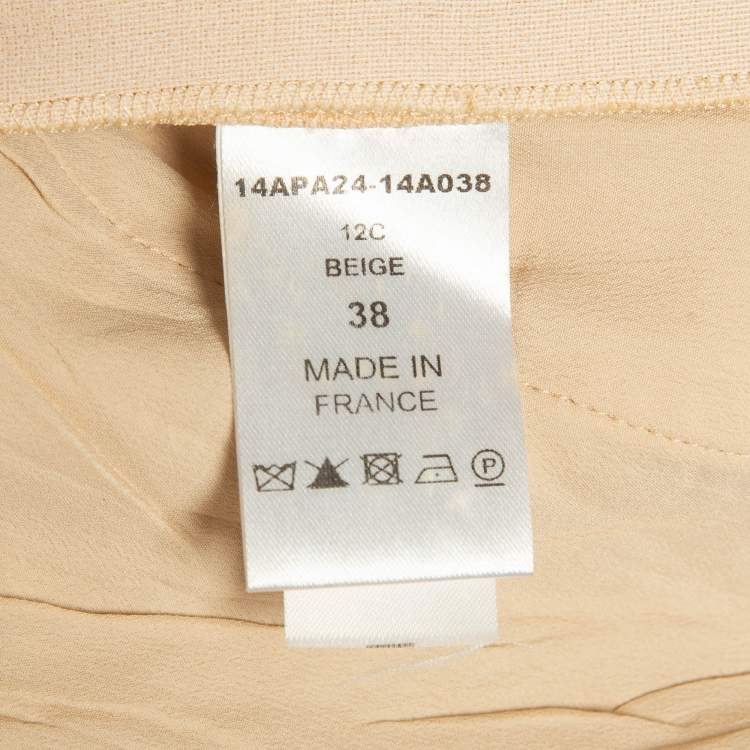 14APA24-14A038
12C
BEIGE
38
MADE IN
FRANCE
P